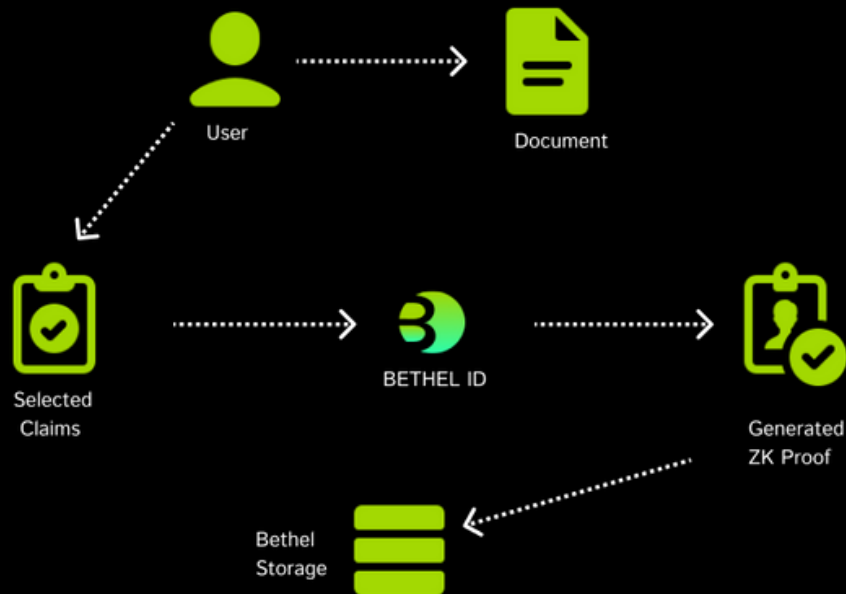 User
Document
Selected
Claims
BETHEL ID
Generated
ZK Proof
Bethel
Storage